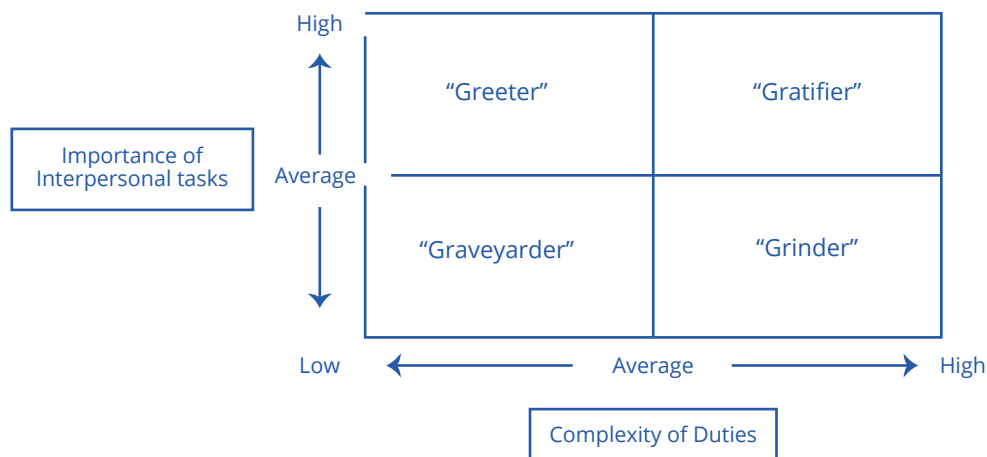 High
“Greeter”
“Gratifier”
Importance of
Interpersonal tasks
Average
“Graveyarder”
“Grinder”
Low
Average
High
Complexity of Duties